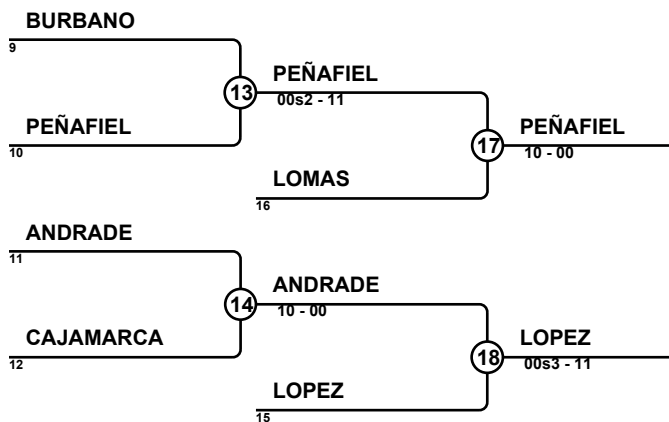 BURBANO
9
13
PEÑAFIEL
00s2 - 11
PEÑAFIEL
10
17
PEÑAFIEL
10 - 00
LOMAS
16
ANDRADE
11
14
ANDRADE
10 - 00
CAJAMARCA
12
18
LOPEZ
00s3 - 11
LOPEZ
15